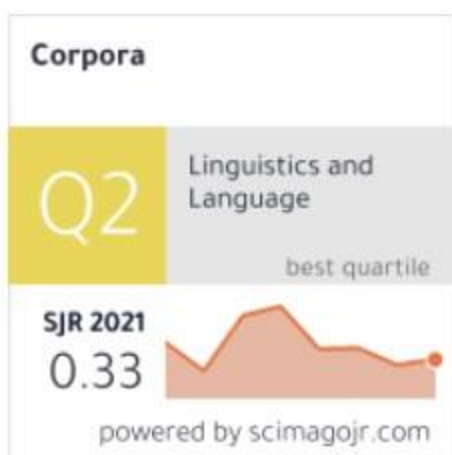 Corpora
Q2
Linguistics and
Language
best quartile
SJR 2021
0.33
powered by scimagojr.com